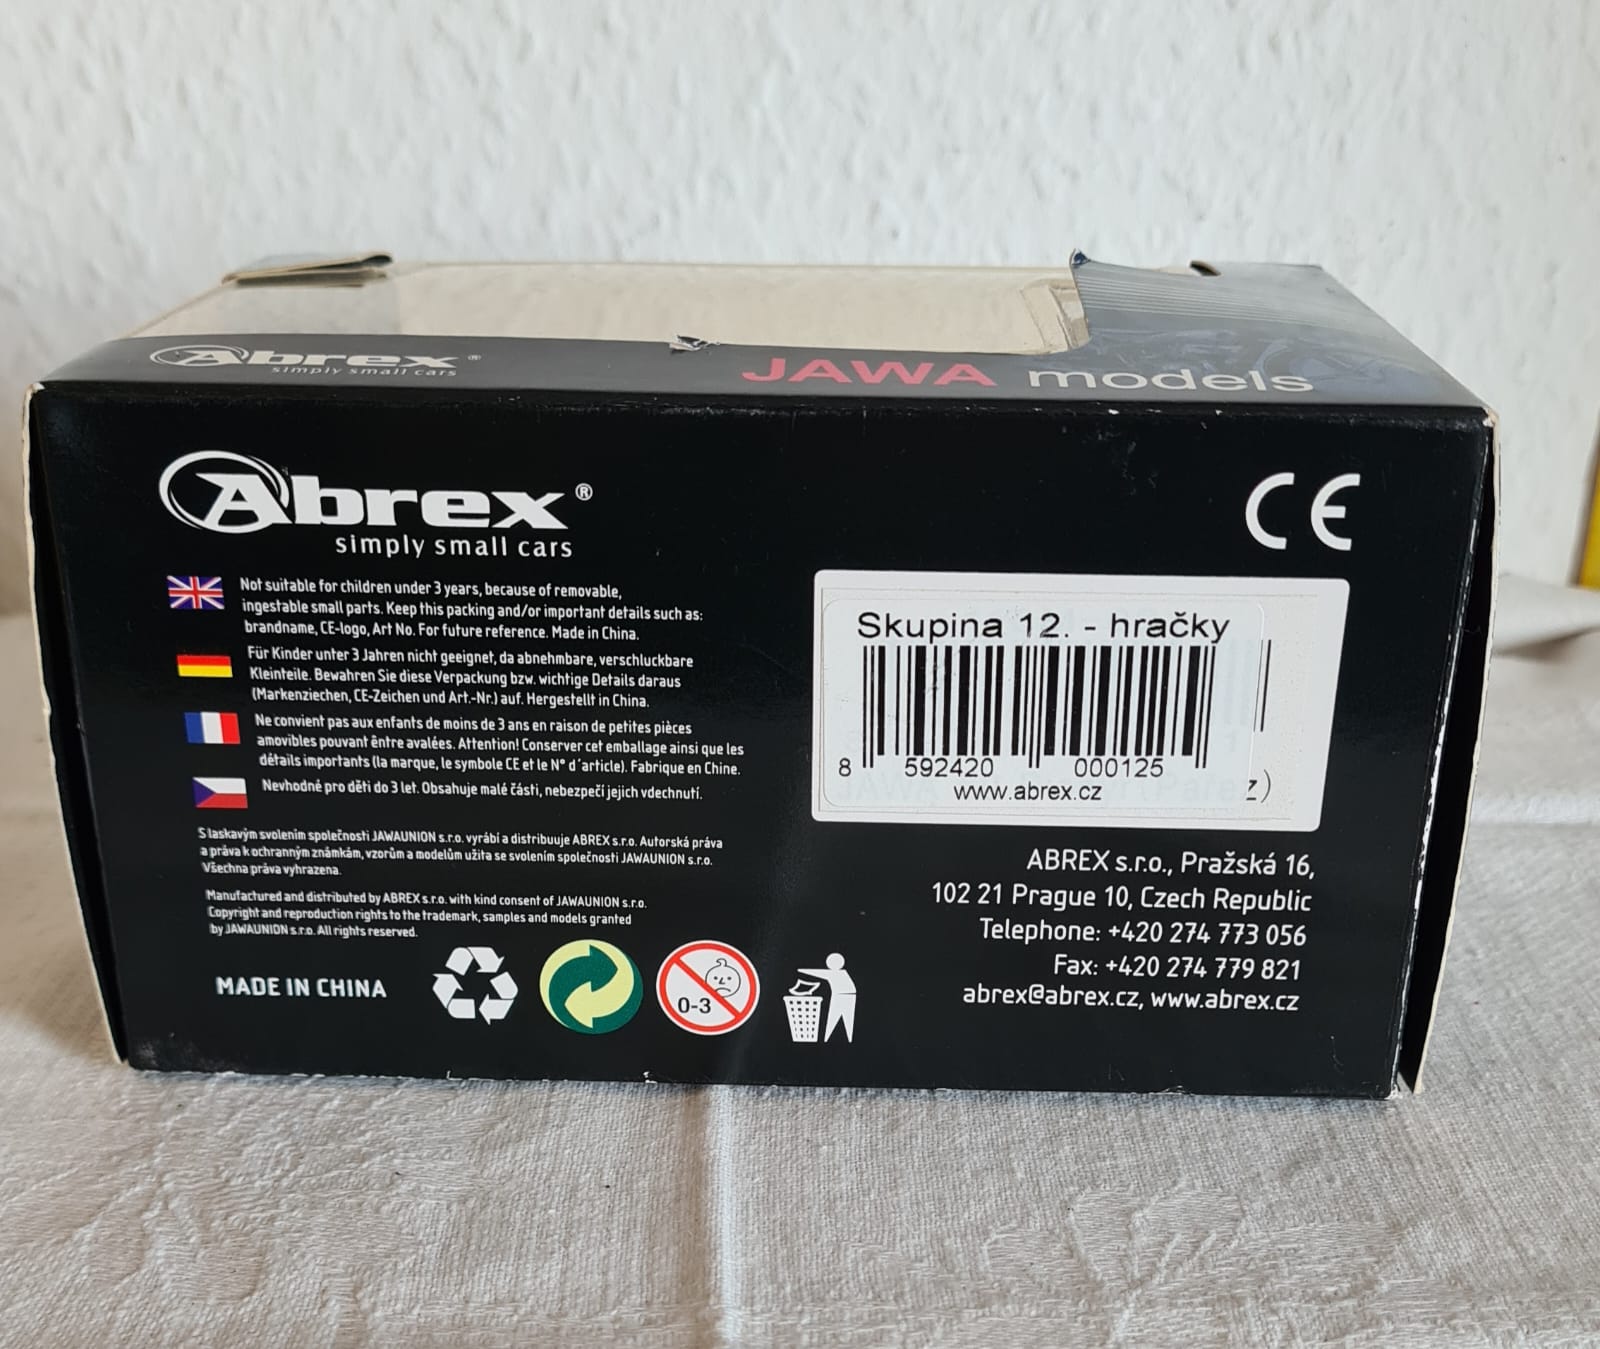 Abrex®
simply small cars
JAWA models
Abrex®
simply small cars
CE
Not suitable for children under 3 years, because of removable,
ingestable small parts. Keep this packing and/or important details such as:
brandname, CE-logo, Art No. For future reference. Made in China.
Für Kinder unter 3 Jahren nicht geeignet, da abnehmbare, verschluckbare
Kleinteile. Bewahren Sie diese Verpackung bzw. wichtige Details daraus
(Markenziechen, CE-Zeichen und Art.-Nr.) auf. Hergestellt in China.
Ne convient pas aux enfants de moins de 3 ans en raison de petites pièces
amovibles pouvant êntre avalées. Attention! Conserver cet emballage ainsi que les
détails importants (la marque, le symbole CE et le N° d´article). Fabrique en Chine.
Nevhodné pro děti do 3 let. Obsahuje malé části, nebezpečí jejich vdechnutí.
S laskavým svolením společnosti JAWAUNION s.r.o. vyrábí a distribuuje ABREX s.r.o. Autorská práva
a práva k ochranným známkám, vzorům a modelům užita se svolením společnosti JAWAUNION s.r.o.
Všechna práva vyhrazena.
Manufactured and distributed by ABREX s.r.o. with kind consent of JAWAUNION s.r.o.
Copyright and reproduction rights to the trademark, samples and models granted
by JAWAUNION s.r.o. All rights reserved.
MADE IN CHINA
0-3
Skupina 12. - hračky
8 592420 000125
www.abrex.cz
z)
ABREX s.r.o., Pražská 16,
102 21 Prague 10, Czech Republic
Telephone: +420 274 773 056
Fax: +420 274 779 821
abrex@abrex.cz, www.abrex.cz